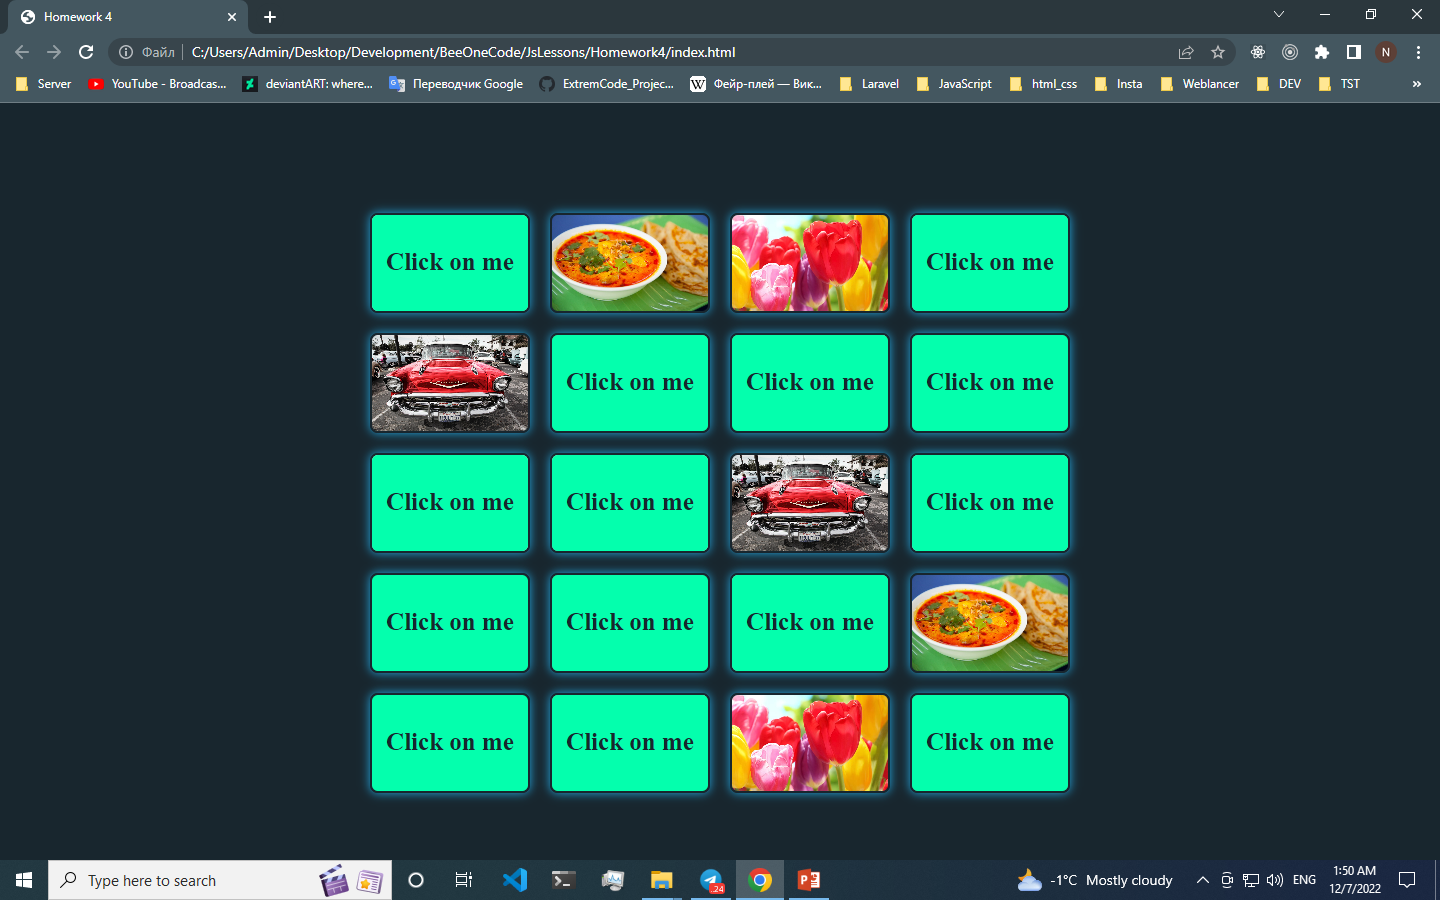 Homework 4
Файл C:/Users/Admin/Desktop/Development/BeeOneCode/JsLessons/Homework4/index.html
N
Server YouTube - Broadcas... deviantART: where... Переводчик Google ExtremCode_Projec... W Фейр-плей — Вик... Laravel JavaScript html_css Insta Weblancer DEV TST »
Click on me Click on me
Click on me Click on me Click on me
Click on me Click on me Click on me
Click on me Click on me Click on me
Click on me Click on me Click on me
Type here to search 24 -1°C Mostly cloudy ENG 1:50 AM
12/7/2022